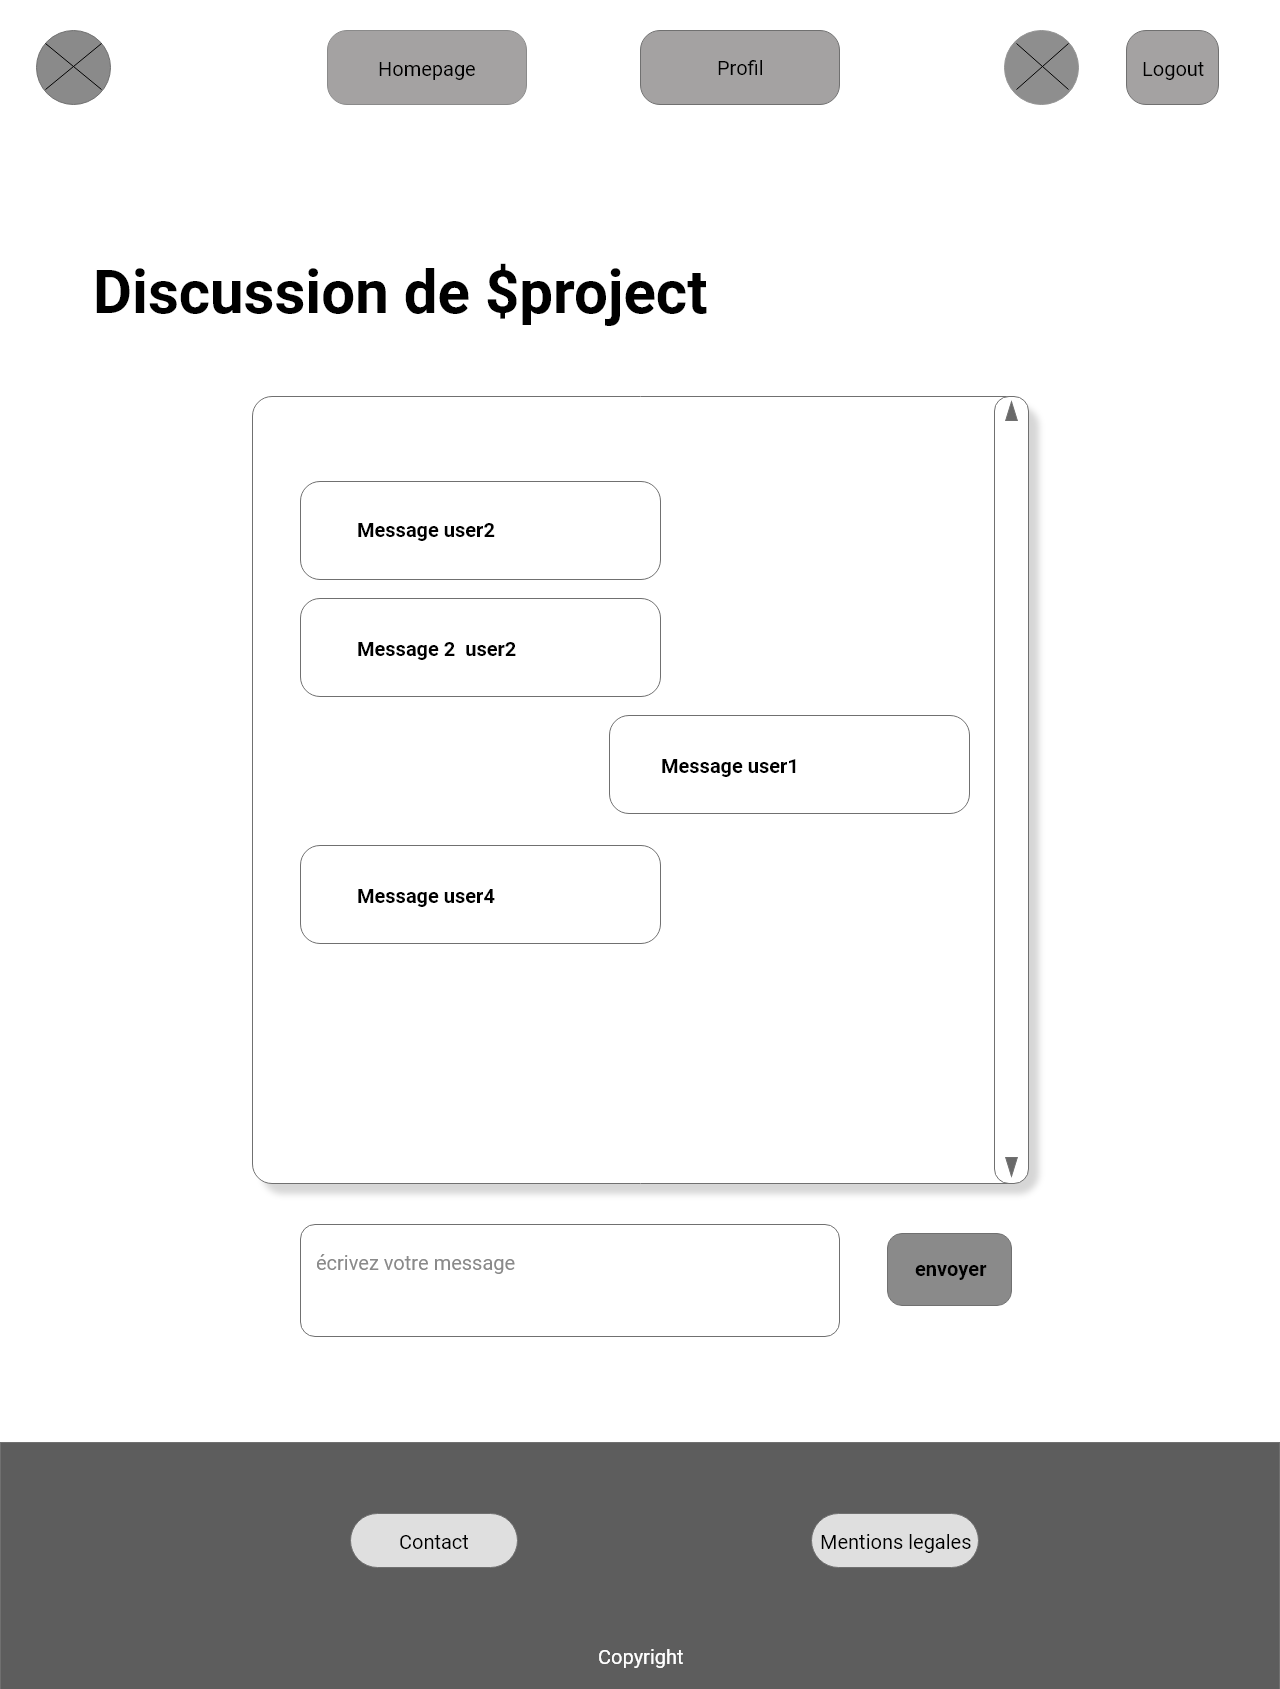 Homepage
Profil
Logout
Discussion de $project
Message user2
Message 2  user2
Message user1
Message user4
écrivez votre message
envoyer
Contact
Mentions legales
Copyright